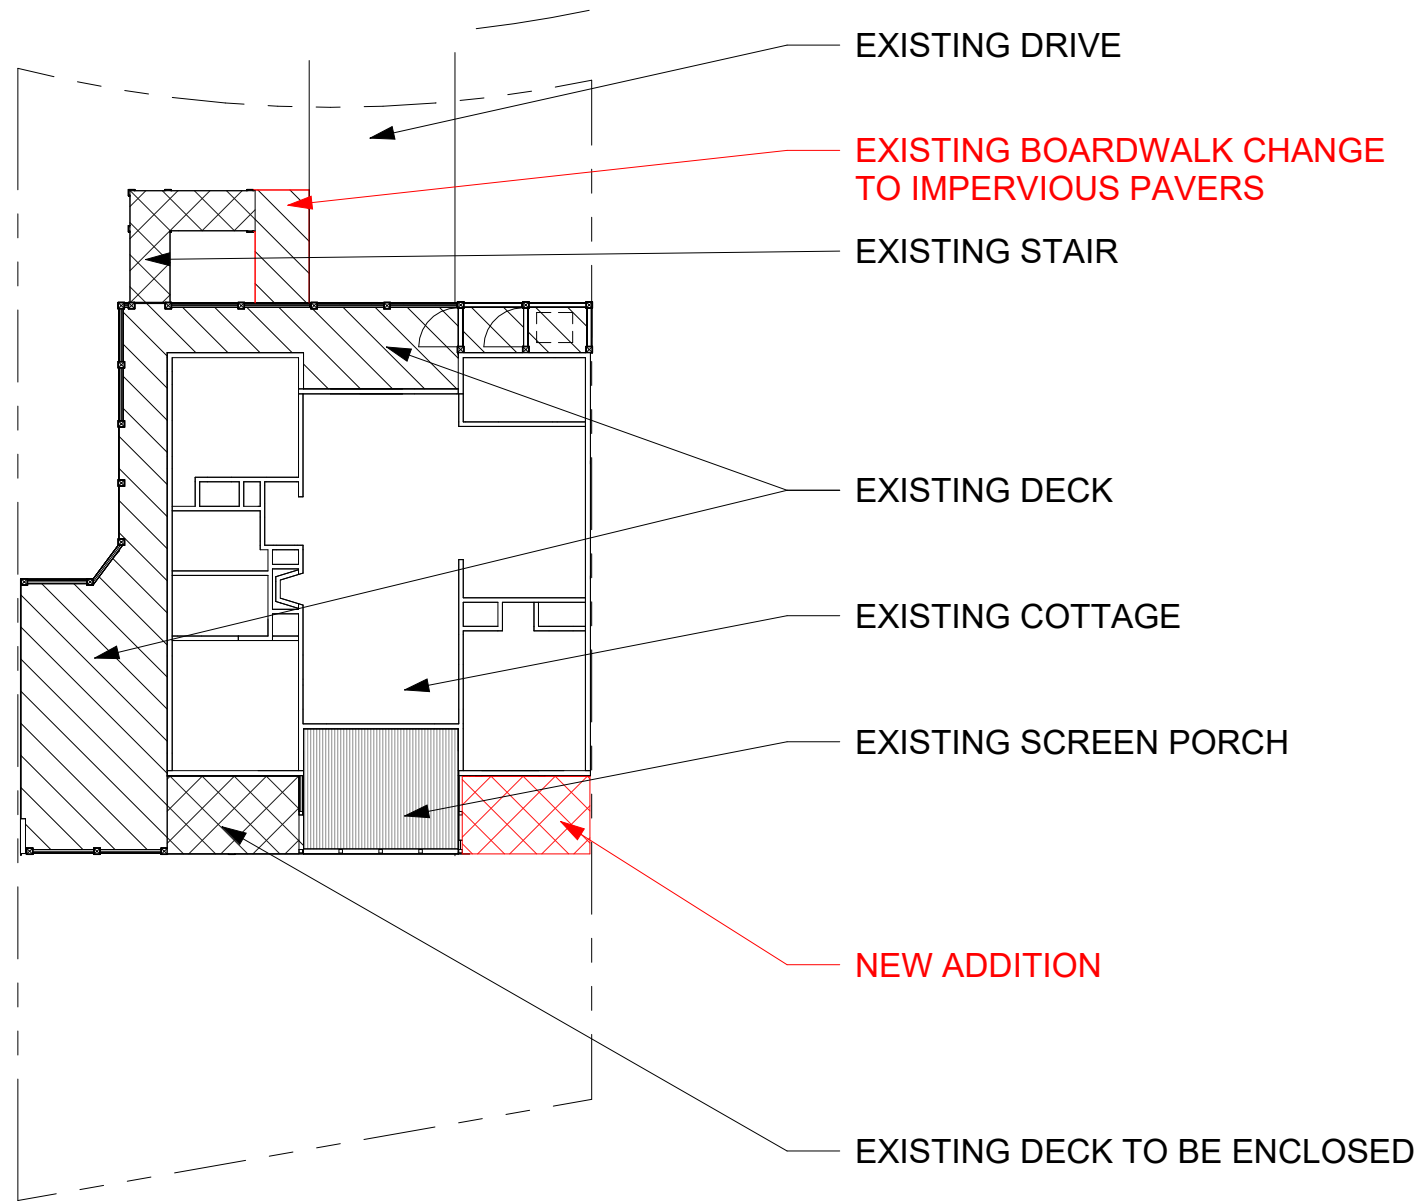 EXISTING DRIVE
EXISTING BOARDWALK CHANGE
TO IMPERVIOUS PAVERS
EXISTING STAIR
EXISTING DECK
EXISTING COTTAGE
EXISTING SCREEN PORCH
NEW ADDITION
EXISTING DECK TO BE ENCLOSED